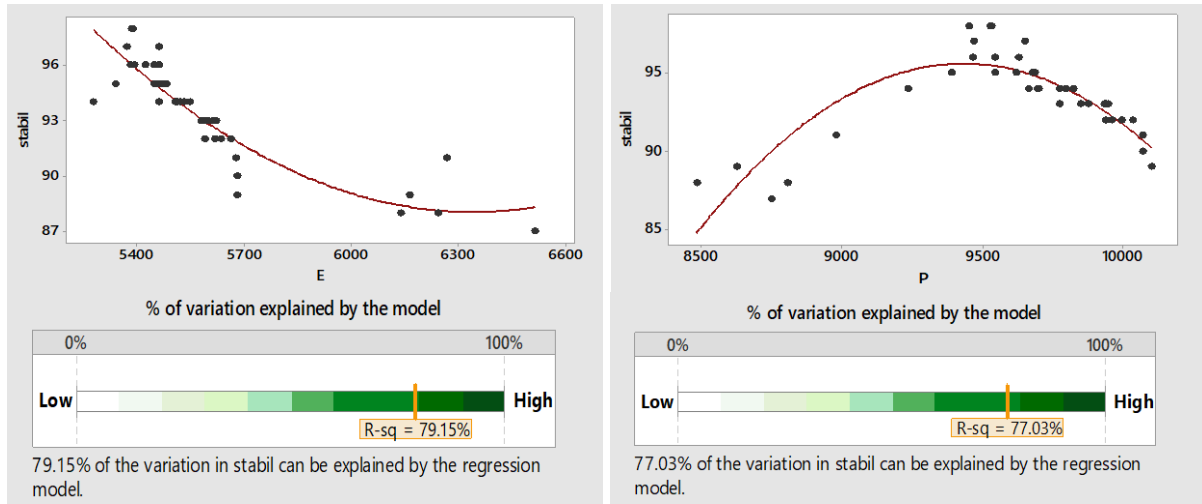 stabil
96
93
90
87
5400
5700
6000
6300
6600
E
% of variation explained by the model
0%
100%
Low
High
R-sq = 79.15%
79.15% of the variation in stabil can be explained by the regression
model.
stabil
95
90
85
8500
9000
9500
10000
P
% of variation explained by the model
0%
100%
Low
High
R-sq = 77.03%
77.03% of the variation in stabil can be explained by the regression
model.